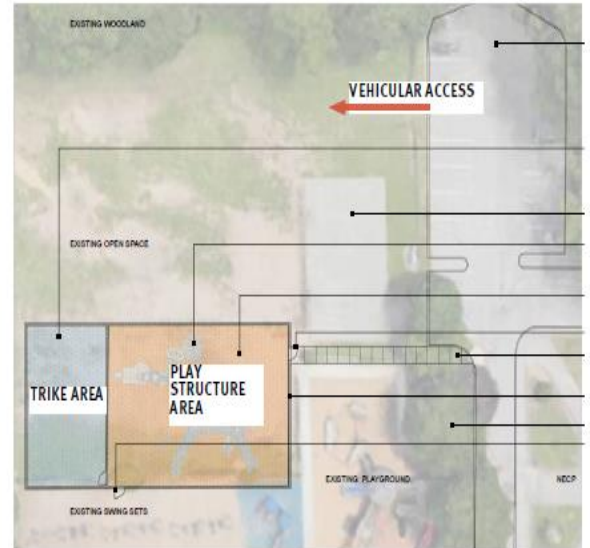 EXISTING WOODLAND
VEHICULAR ACCESS
EXISTING OPEN SPACE
TRIKE AREA
PLAY
STRUCTURE
AREA
EXISTING PLAYGROUND
NECP
EXISTING SWING SETS